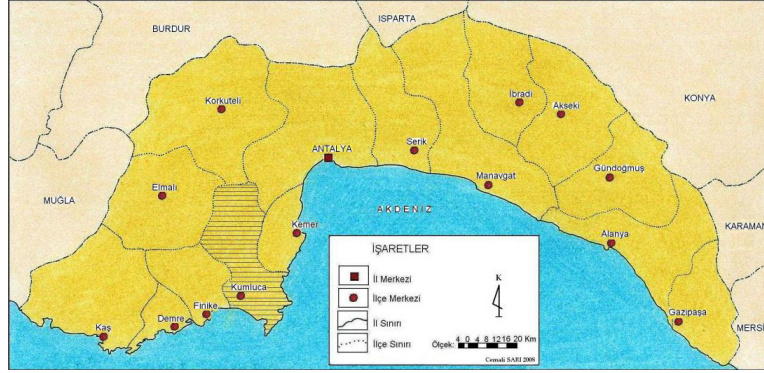 ISPARTA
BURDUR
KONYA
İbradı
Akseki
Korkuteli
ANTALYA
Serik
Manavgat
Gündoğmuş
Elmalı
MUĞLA
AKDENİZ
Kemer
Alanya
KARAMAN
Kumluca
Finike
Demre
Kaş
Gazipaşa
MERSİ
İŞARETLER
İl Merkezi
İlçe Merkezi
İl Sınırı
İlçe Sınırı
K
Ölçek: 4 0 4 8 12 16 20 Km
Cemali SARI 2008